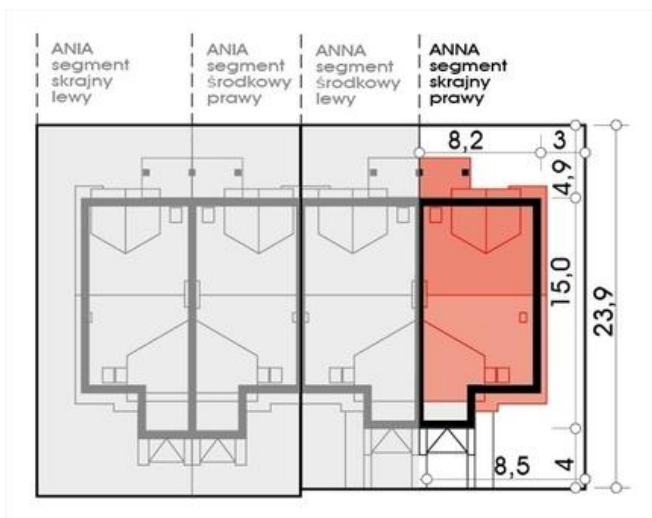 ANIA
segment
skrajny
lewy
ANIA
segment
środkowy
prawy
ANNA
segment
środkowy
lewy
ANNA
segment
skrajny
prawy
8,2
3
4,9
15,0
23,9
8,5
4